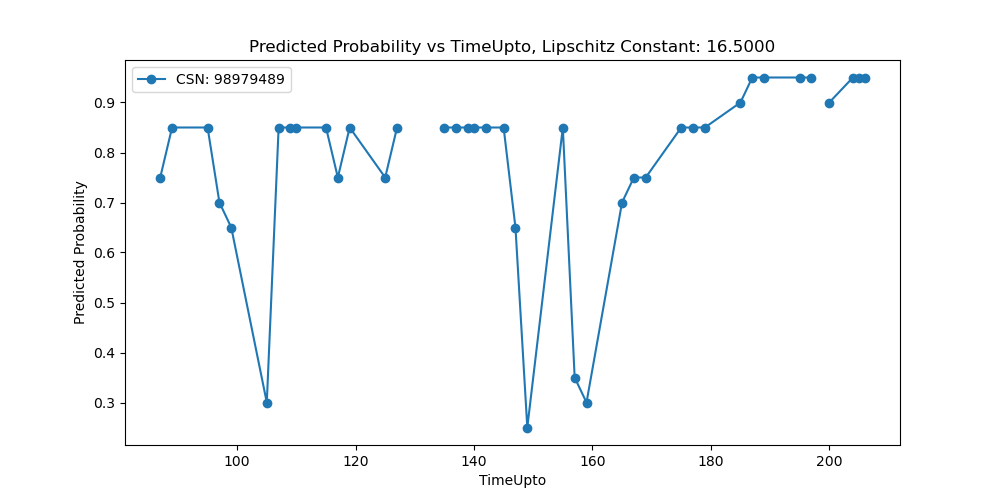 Predicted Probability vs TimeUpto, Lipschitz Constant: 16.5000
CSN: 98979489
Predicted Probability
0.9
0.8
0.7
0.6
0.5
0.4
0.3
100 120 140 160 180 200
TimeUpto